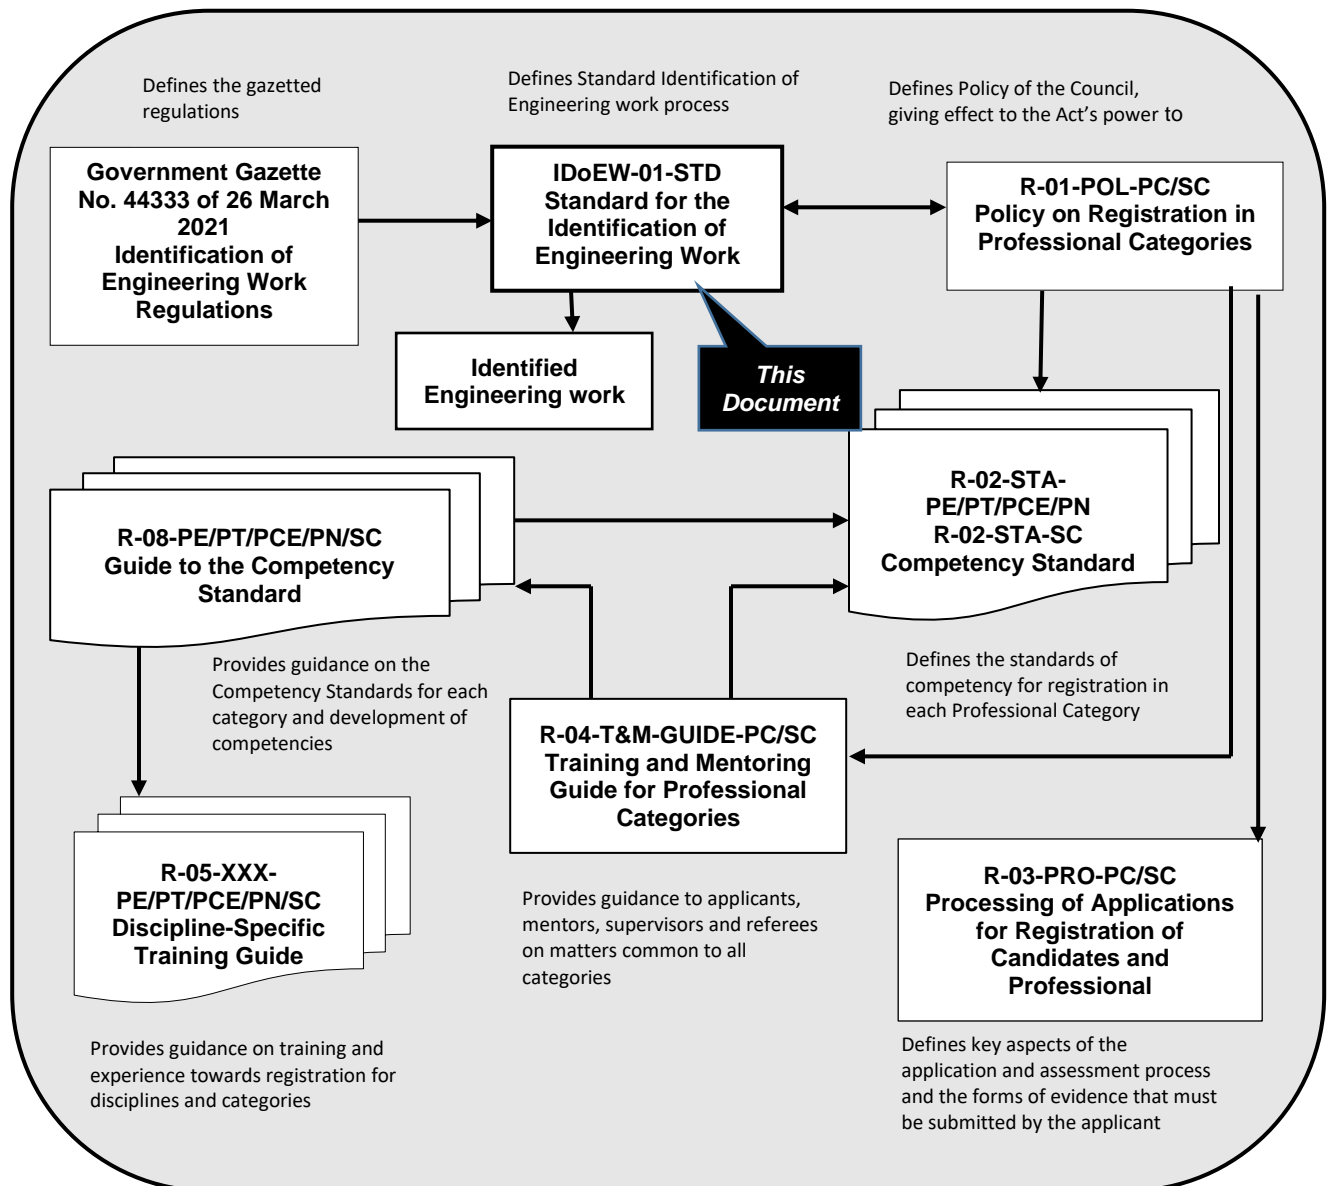 Defines the gazetted
regulations
Defines Standard Identification of
Engineering work process
Defines Policy of the Council,
giving effect to the Act's power to
Government Gazette
No. 44333 of 26 March
2021
Identification of
Engineering Work
Regulations
IDoEW-01-STD
Standard for the
Identification of
Engineering Work
R-01-POL-PC/SC
Policy on Registration in
Professional Categories
Identified
Engineering work
This
Document
R-08-PE/PT/PCE/PN/SC
Guide to the Competency
Standard
R-02-STA-
PE/PT/PCE/PN
R-02-STA-SC
Competency Standard
Provides guidance on the
Competency Standards for each
category and development of
competencies
Defines the standards of
competency for registration in
each Professional Category
R-04-T&M-GUIDE-PC/SC
Training and Mentoring
Guide for Professional
Categories
R-05-XXX-
PE/PT/PCE/PN/SC
Discipline-Specific
Training Guide
Provides guidance to applicants,
mentors, supervisors and referees
on matters common to all
categories
R-03-PRO-PC/SC
Processing of Applications
for Registration of
Candidates and
Professional
Provides guidance on training and
experience towards registration for
disciplines and categories
Defines key aspects of the
application and assessment process
and the forms of evidence that must
be submitted by the applicant